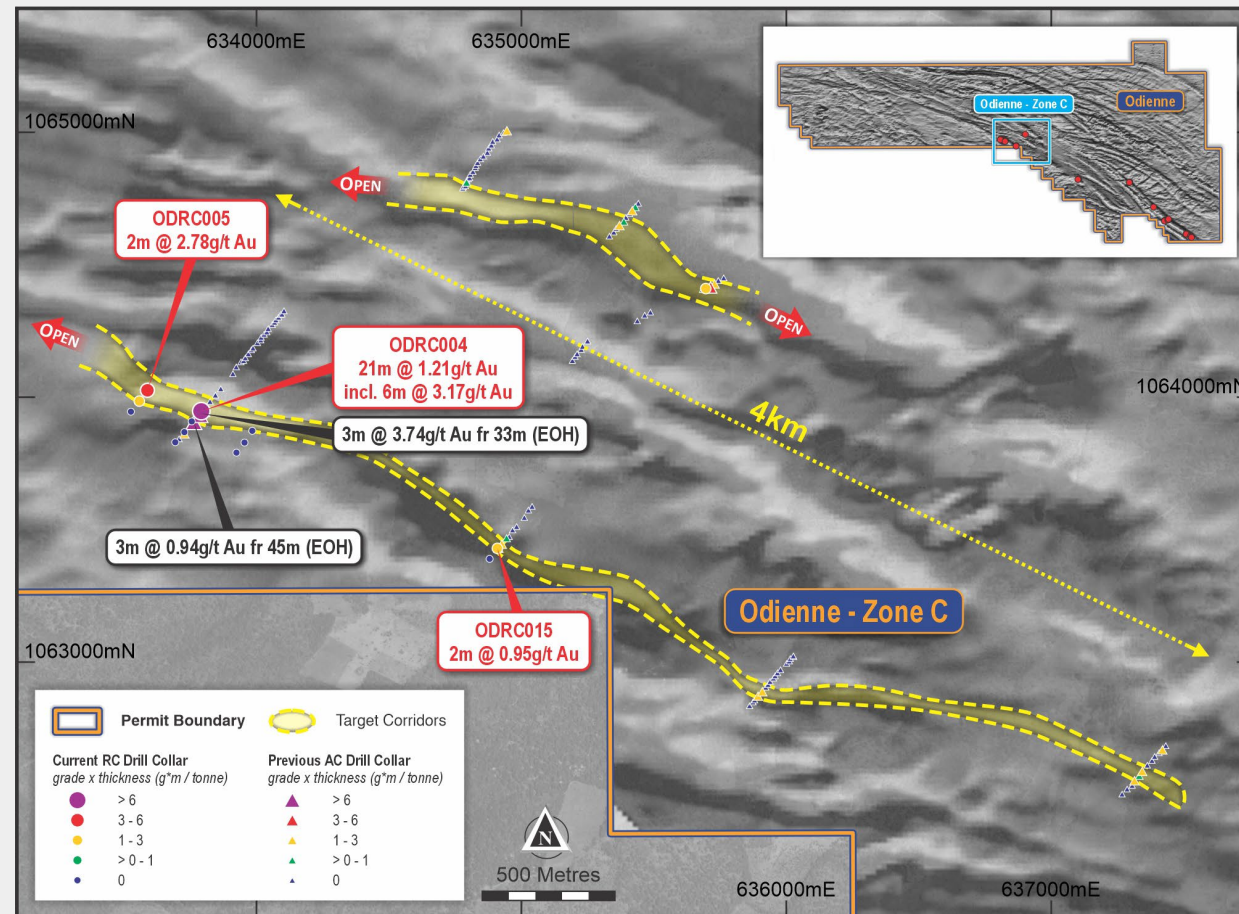 634000mE
635000mE
1065000mN
Odienne - Zone C
Odienne
OPEN
ODRC005
2m @ 2.78g/t Au
OPEN
OPEN
ODRC004
21m @ 1.21g/t Au
incl. 6m @ 3.17g/t Au
1064000mN
4km
3m @ 3.74g/t Au fr 33m (EOH)
3m @ 0.94g/t Au fr 45m (EOH)
Odienne - Zone C
ODRC015
2m @ 0.95g/t Au
1063000mN
Permit Boundary
Target Corridors
Current RC Drill Collar
grade x thickness (g*m / tonne)
> 6
3 - 6
1 - 3
> 0 - 1
0
Previous AC Drill Collar
grade x thickness (g*m / tonne)
> 6
3 - 6
1 - 3
> 0 - 1
0
N
500 Metres
636000mE
637000mE